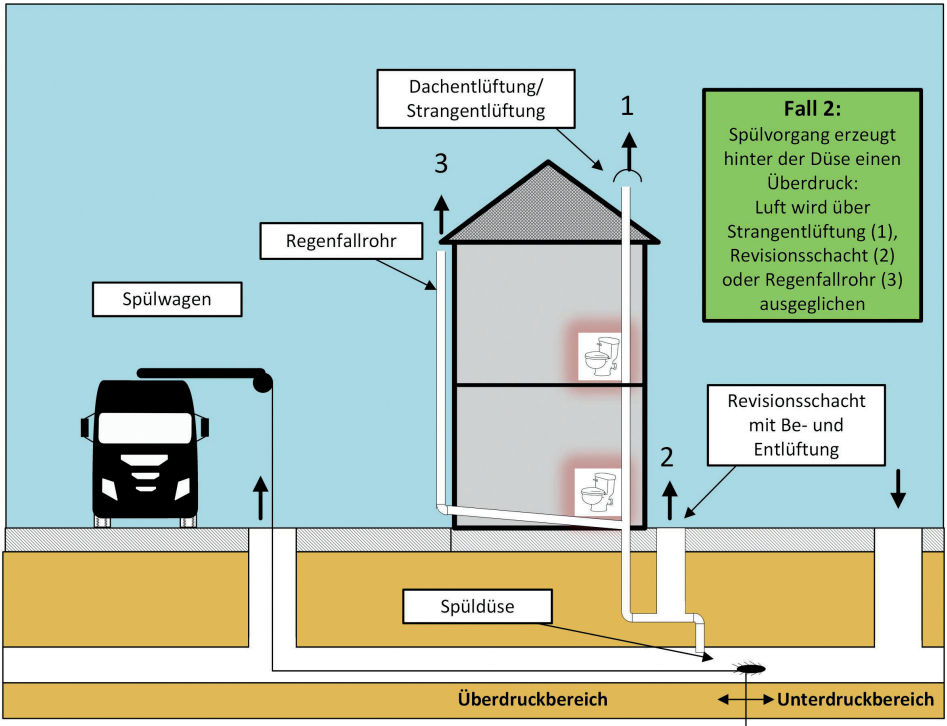 Dachentlüftung/
Strangentlüftung
1
Fall 2:
Spülvorgang erzeugt
hinter der Düse einen
Überdruck:
Luft wird über
Strangentlüftung (1),
Revisionsschacht (2)
oder Regenfallrohr (3)
ausgeglichen
3
Regenfallrohr
Spülwagen
Revisionsschacht
mit Be- und
Entlüftung
2
Spüldüse
Überdruckbereich
Unterdruckbereich